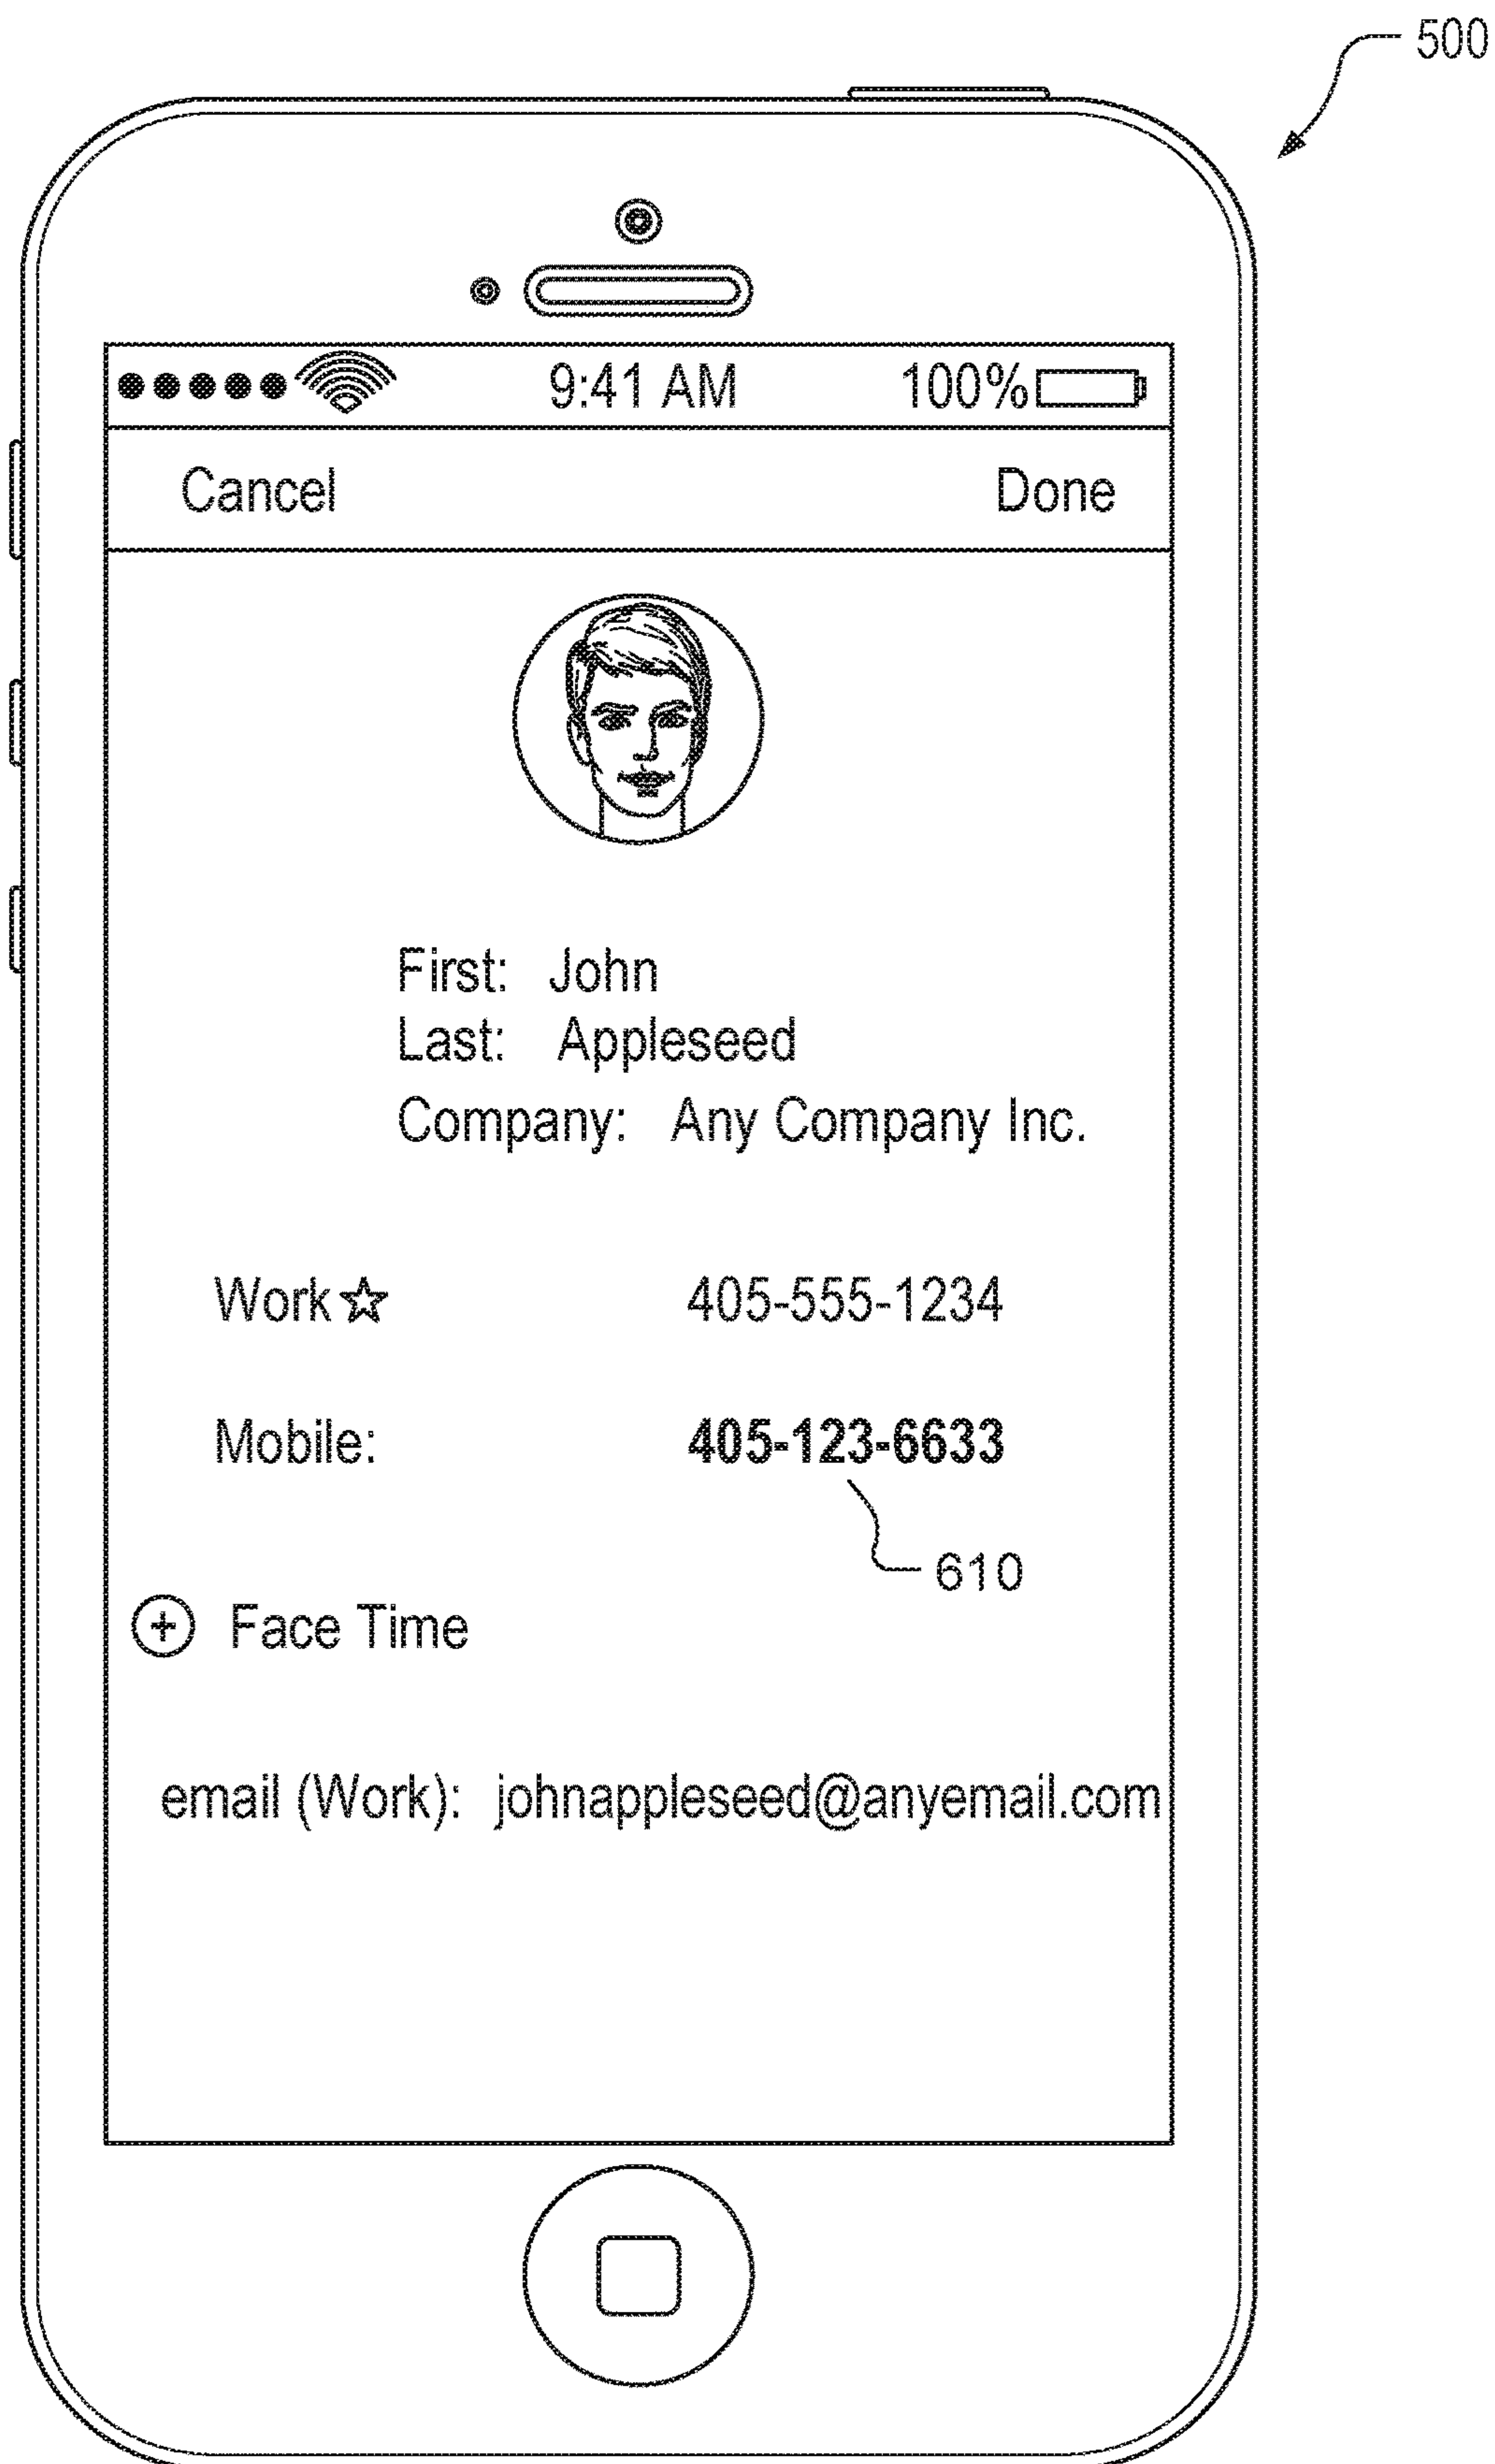 500
9:41 AM 100%
Cancel Done
First: John
Last: Appleseed
Company: Any Company Inc.
Work☆ 405-555-1234
Mobile: 405-123-6633
610
Face Time
email (Work): johnappleseed@anyemail.com